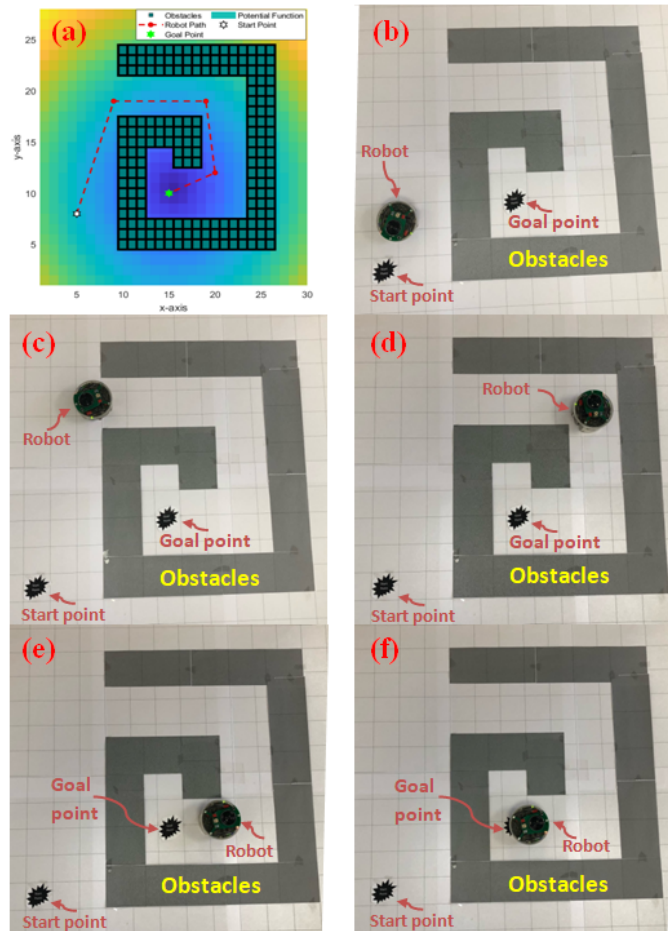 (a)
Obstacles
Potential Function
Robot Path
Start Point
Goal Point
y-axis
25
20
15
10
5
5
10
15
20
25
30
x-axis
(b)
Robot
Goal point
Obstacles
Start point
(c)
Robot
Goal point
Obstacles
Start point
(d)
Robot
Goal point
Obstacles
Start point
(e)
Goal
point
Robot
Obstacles
Start point
(f)
Goal
point
Robot
Obstacles
Start point